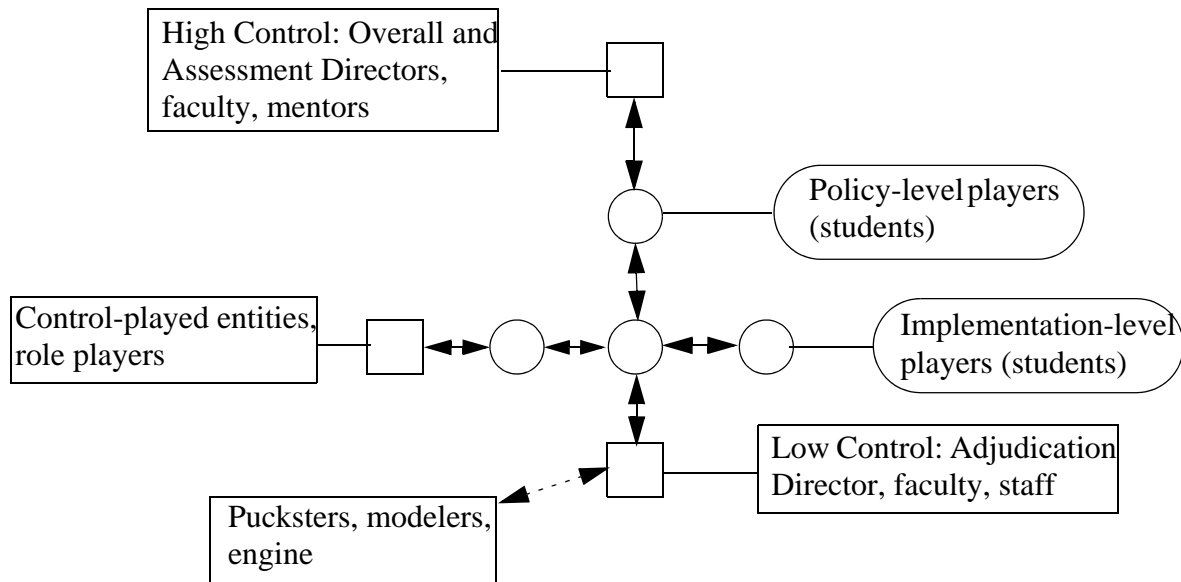 High Control: Overall and
Assessment Directors,
faculty, mentors
Policy-level players
(students)
Control-played entities,
role players
Implementation-level
players (students)
Low Control: Adjudication
Director, faculty, staff
Pucksters, modelers,
engine